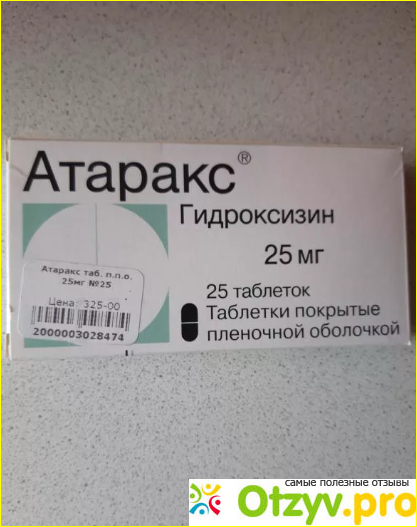 Атаракс®
Гидроксизин
25 мг
25 таблеток
Таблетки покрытые
пленочной оболочкой
Атаракс таб. п.п.о.
25мг №25
Цена: 325-00
2000003028474
самые полезные отзывы
Otzyv.pro